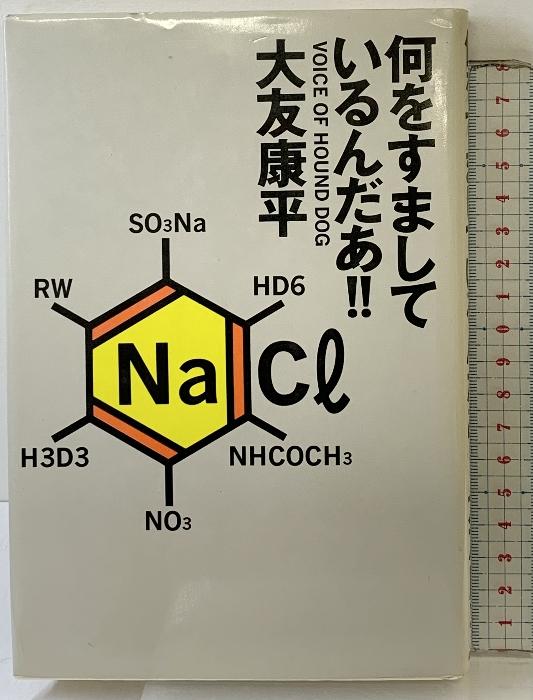 何をすまして
いるんだあ!!
VOICE OF HOUND DOG
大友康平
SO3Na
RW
HD6
Na
Cℓ
H3D3
NHCOCH3
NO3